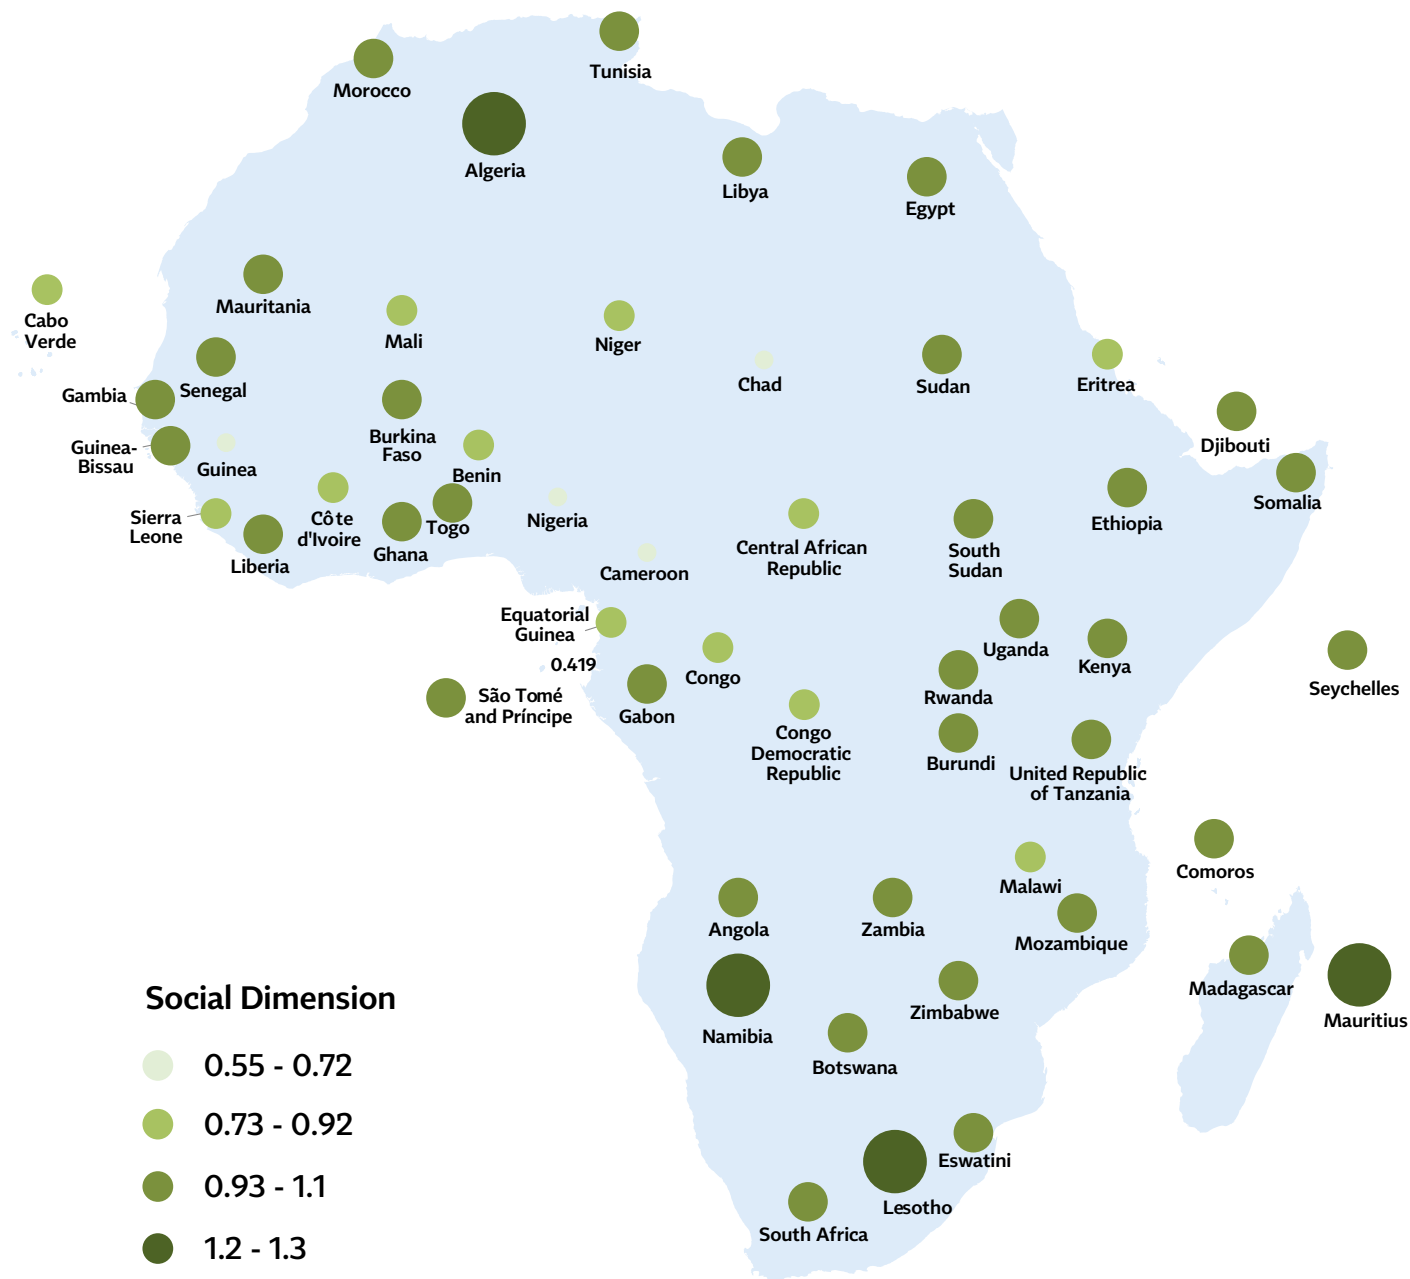 Tunisia
Morocco
Algeria
Libya
Egypt
Mauritania
Cabo
Verde
Mali
Niger
Chad
Sudan
Eritrea
Senegal
Gambia
Burkina
Faso
Djibouti
Guinea-
Bissau
Guinea
Benin
Somalia
Sierra
Leone
Côte
d'Ivoire
Togo
Nigeria
Ethiopia
Ghana
Liberia
Central African
Republic
South
Sudan
Cameroon
Equatorial
Guinea
0.419
Uganda
Kenya
Congo
Seychelles
Rwanda
São Tomé
and Príncipe
Gabon
Congo
Democratic
Republic
Burundi
United Republic
of Tanzania
Comoros
Malawi
Angola
Zambia
Mozambique
Madagascar
Mauritius
Zimbabwe
Namibia
Botswana
Eswatini
Lesotho
South Africa
Social Dimension
0.55 - 0.72
0.73 - 0.92
0.93 - 1.1
1.2 - 1.3